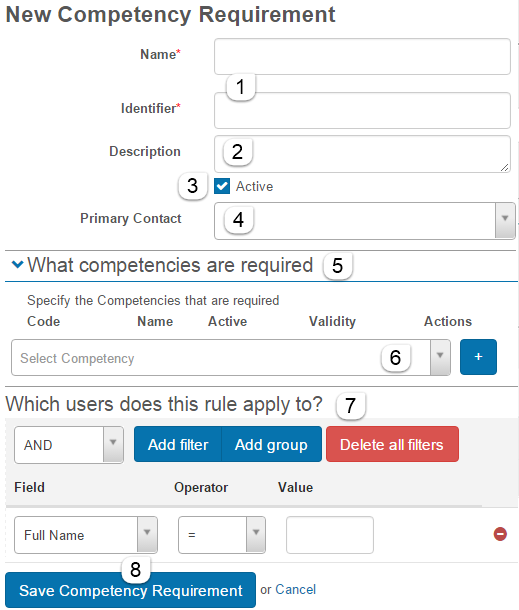 New Competency Requirement
Name*
1
Identifier*
Description 2
3 Active
Primary Contact 4
What competencies are required 5
Specify the Competencies that are required
Code Name Active Validity Actions
Select Competency 6 +
Which users does this rule apply to? 7
AND Add filter Add group Delete all filters
Field Operator Value
Full Name =
8
Save Competency Requirement or Cancel